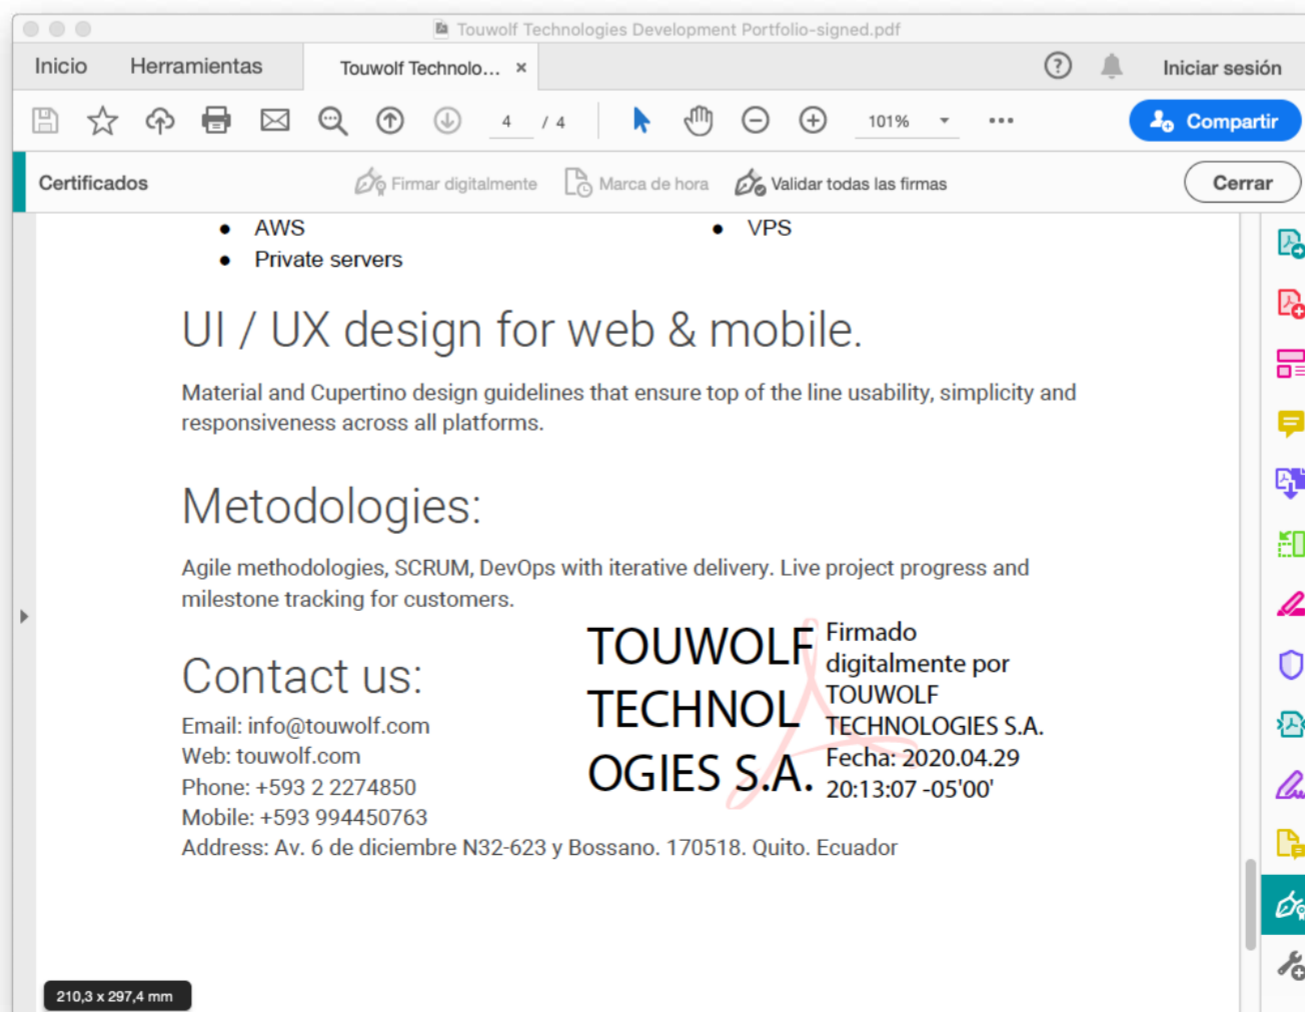 Touwolf Technologies Development Portfolio-signed.pdf
Inicio Herramientas Touwolf Technolo... × ? Iniciar sesión
4 / 4 101% Compartir
Certificados Firmar digitalmente Marca de hora Validar todas las firmas Cerrar
● AWS ● VPS
● Private servers
UI / UX design for web & mobile.
Material and Cupertino design guidelines that ensure top of the line usability, simplicity and
responsiveness across all platforms.
Metodologies:
Agile methodologies, SCRUM, DevOps with iterative delivery. Live project progress and
milestone tracking for customers.
Contact us:
Email: info@touwolf.com
Web: touwolf.com
Phone: +593 2 2274850
Mobile: +593 994450763
Address: Av. 6 de diciembre N32-623 y Bossano. 170518. Quito. Ecuador
TOUWOLF
TECHNOL
OGIES S.A.
Firmado
digitalmente por
TOUWOLF
TECHNOLOGIES S.A.
Fecha: 2020.04.29
20:13:07 -05'00'
210,3 x 297,4 mm